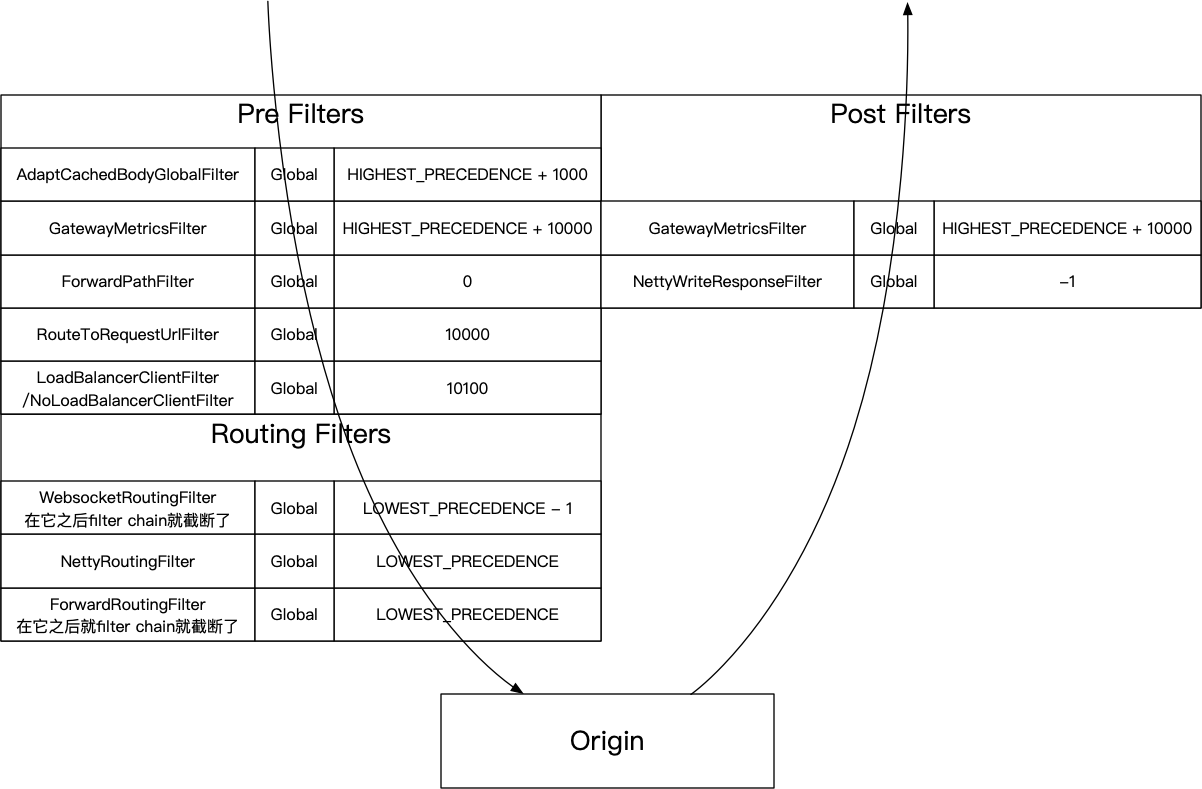 Pre Filters
AdaptCachedBodyGlobalFilter Global HIGHEST_PRECEDENCE + 1000
GatewayMetricsFilter Global HIGHEST_PRECEDENCE + 10000
ForwardPathFilter Global 0
RouteToRequestUrlFilter Global 10000
LoadBalancerClientFilter
/NoLoadBalancerClientFilter Global 10100
Routing Filters
WebsocketRoutingFilter
在它之后filter chain就截断了 Global LOWEST_PRECEDENCE – 1
NettyRoutingFilter Global LOWEST_PRECEDENCE
ForwardRoutingFilter
在它之后就filter chain就截断了 Global LOWEST_PRECEDENCE
Post Filters
GatewayMetricsFilter Global HIGHEST_PRECEDENCE + 10000
NettyWriteResponseFilter Global –1
Origin